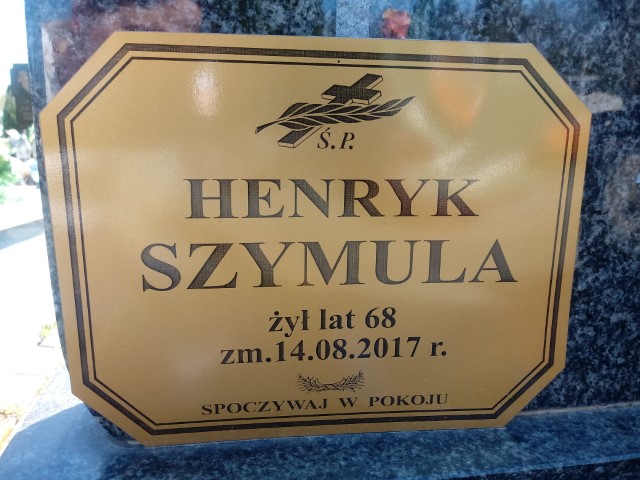 Ś.P.
HENRYK
SZYMULA
żył lat 68
zm.14.08.2017 r.
SPOCZYWAJ W POKOJU